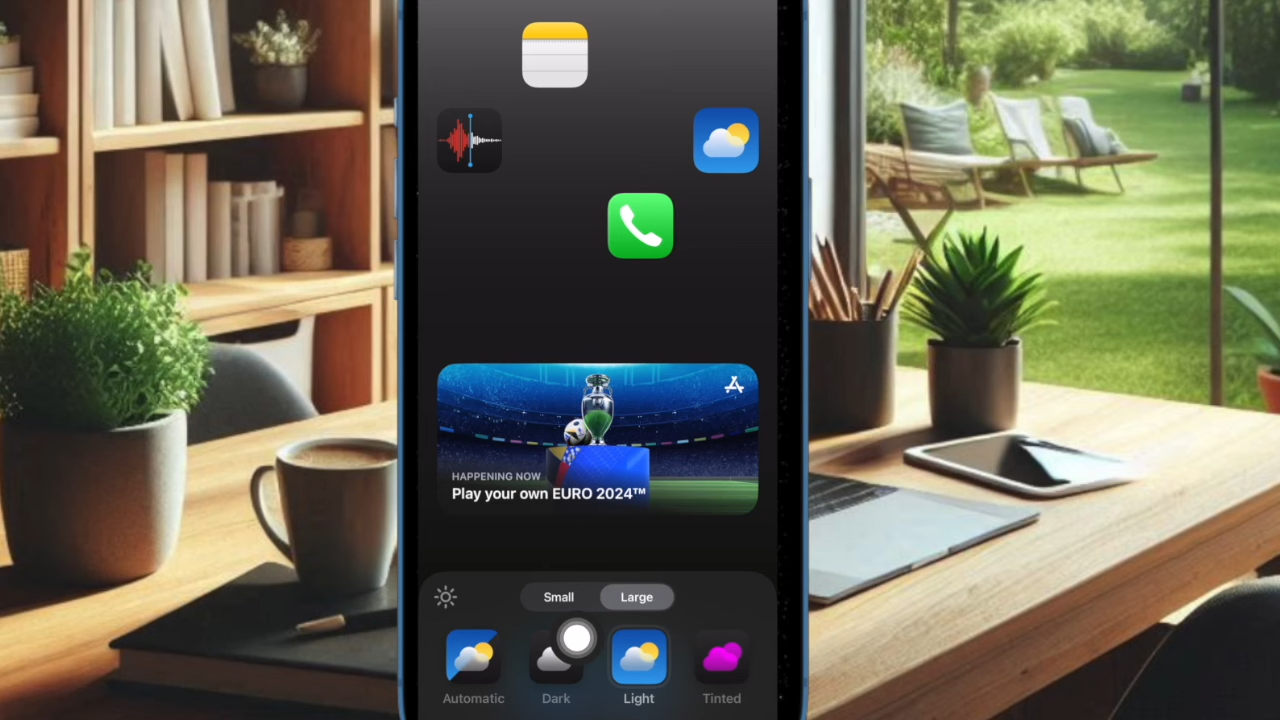 HAPPENING NOW
Play your own EURO 2024™
Small Large
Automatic Dark Light Tinted